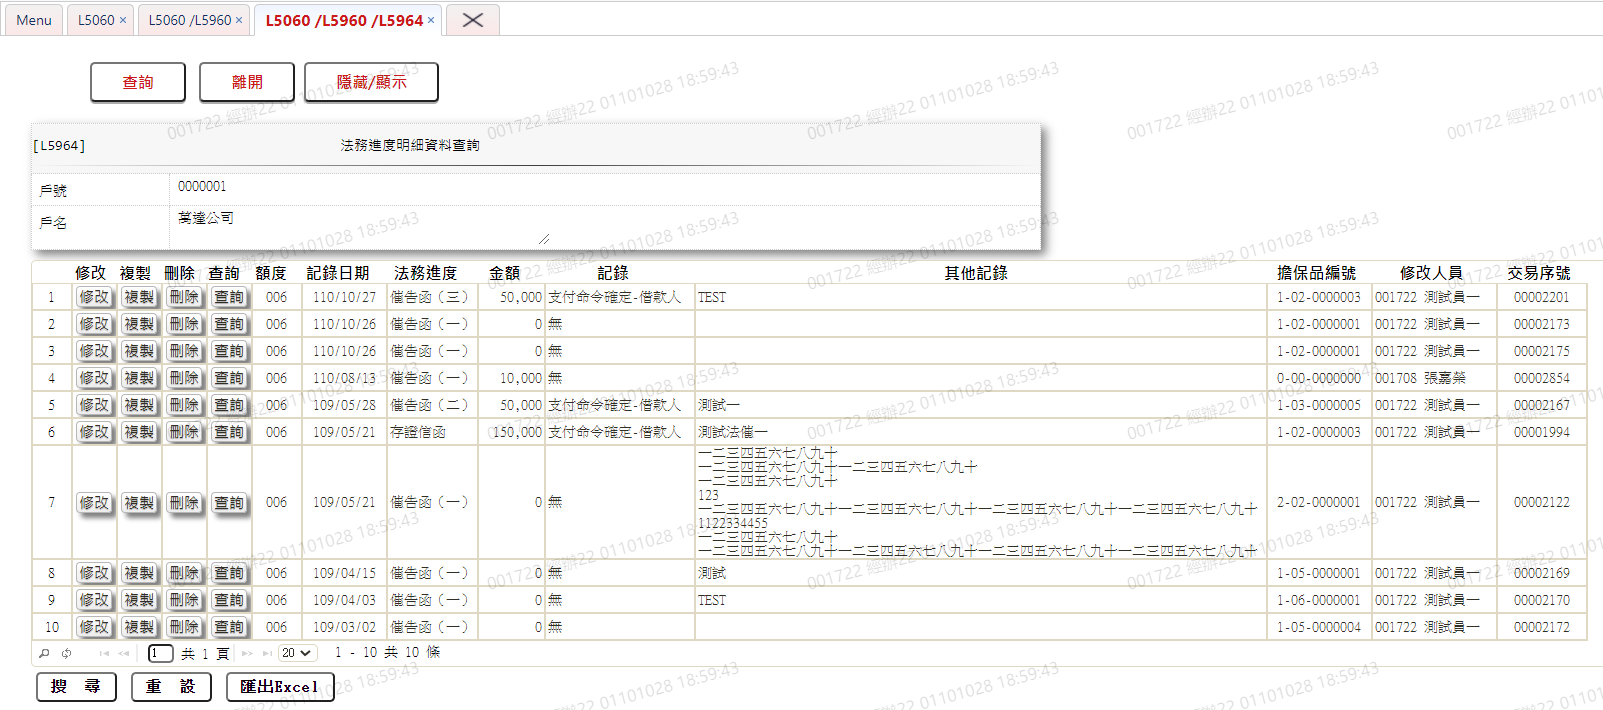 Menu L5060 × L5060 /L5960 × L5060 /L5960 /L5964 ×
查詢 離開 隱藏/顯示
[L5964] 法務進度明細資料查詢
戶號 0000001
戶名 萬達公司
修改 複製 刪除 查詢 額度 記錄日期 法務進度 金額 記錄 其他記錄 擔保品編號 修改人員 交易序號
1 修改 複製 刪除 查詢 006 110/10/27 催告函（三） 50,000 支付命令確定-借款人 TEST 1-02-0000003 001722 測試員一 00002201
2 修改 複製 刪除 查詢 006 110/10/26 催告函（一） 0 無 1-02-0000001 001722 測試員一 00002173
3 修改 複製 刪除 查詢 006 110/10/26 催告函（一） 0 無 1-02-0000001 001722 測試員一 00002175
4 修改 複製 刪除 查詢 006 110/08/13 催告函（一） 10,000 無 0-00-0000000 001708 張嘉榮 00002854
5 修改 複製 刪除 查詢 006 109/05/28 催告函（二） 50,000 支付命令確定-借款人 測試一 1-03-0000005 001722 測試員一 00002167
6 修改 複製 刪除 查詢 006 109/05/21 存證信函 150,000 支付命令確定-借款人 測試法催一 1-02-0000003 001722 測試員一 00001994
7 修改 複製 刪除 查詢 006 109/05/21 催告函（一） 0 無 一二三四五六七八九十
一二三四五六七八九十一二三四五六七八九十
一二三四五六七八九十
123
一二三四五六七八九十一二三四五六七八九十一二三四五六七八九十一二三四五六七八九十
1122334455
一二三四五六七八九十
一二三四五六七八九十一二三四五六七八九十一二三四五六七八九十一二三四五六七八九十
2-02-0000001 001722 測試員一 00002122
8 修改 複製 刪除 查詢 006 109/04/15 催告函（一） 0 無 測試 1-05-0000001 001722 測試員一 00002169
9 修改 複製 刪除 查詢 006 109/04/03 催告函（一） 0 無 TEST 1-06-0000001 001722 測試員一 00002170
10 修改 複製 刪除 查詢 006 109/03/02 催告函（一） 0 無 1-05-0000004 001722 測試員一 00002172
1 共 1 頁 20 1 - 10 共 10 條
搜 尋 重 設 匯出Excel
001722 經辦22 01101028 18:59:43